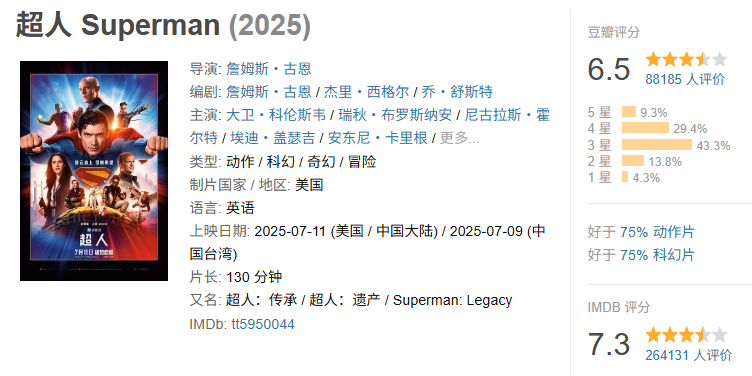 超人 Superman (2025)
导演: 詹姆斯·古恩
编剧: 詹姆斯·古恩 / 杰里·西格尔 / 乔·舒斯特
主演: 大卫·科伦斯韦 / 瑞秋·布罗斯纳安 / 尼古拉斯·霍
尔特 / 埃迪·盖瑟吉 / 安东尼·卡里根 / 更多...
类型: 动作 / 科幻 / 奇幻 / 冒险
制片国家 / 地区: 美国
语言: 英语
上映日期: 2025-07-11 (美国 / 中国大陆) / 2025-07-09 (中
国台湾)
片长: 130 分钟
又名: 超人：传承 / 超人：遗产 / Superman: Legacy
IMDb: tt5950044
超人
7月11日
豆瓣评分
6.5
88185 人评价
5 星 9.3%
4 星 29.4%
3 星 43.3%
2 星 13.8%
1 星 4.3%
好于 75% 动作片
好于 75% 科幻片
IMDB 评分
7.3
264131 人评价